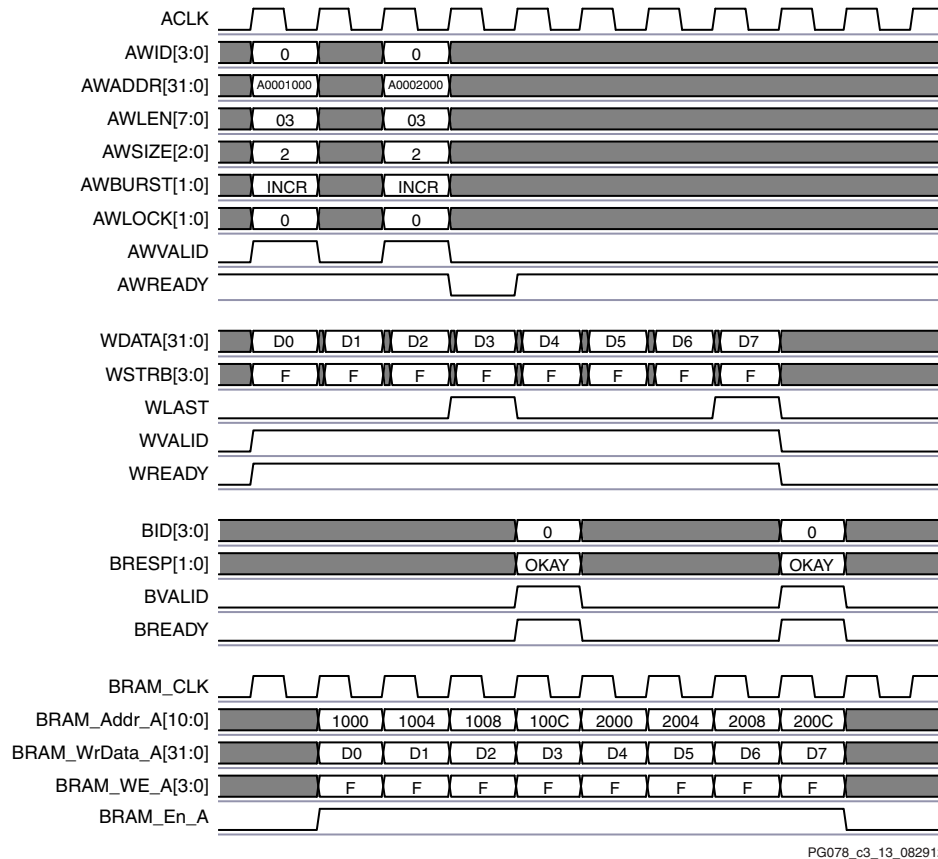 ACLK
AWID[3:0] 0 0
AWADDR[31:0] A0001000 A0002000
AWLEN[7:0] 03 03
AWSIZE[2:0] 2 2
AWBURST[1:0] INCR INCR
AWLOCK[1:0] 0 0
AWVALID
AWREADY
WDATA[31:0] D0 D1 D2 D3 D4 D5 D6 D7
WSTRB[3:0] F F F F F F F F
WLAST
WVALID
WREADY
BID[3:0] 0 0
BRESP[1:0] OKAY OKAY
BVALID
BREADY
BRAM_CLK
BRAM_Addr_A[10:0] 1000 1004 1008 100C 2000 2004 2008 200C
BRAM_WrData_A[31:0] D0 D1 D2 D3 D4 D5 D6 D7
BRAM_WE_A[3:0] F F F F F F F F
BRAM_En_A
PG078_c3_13_08291